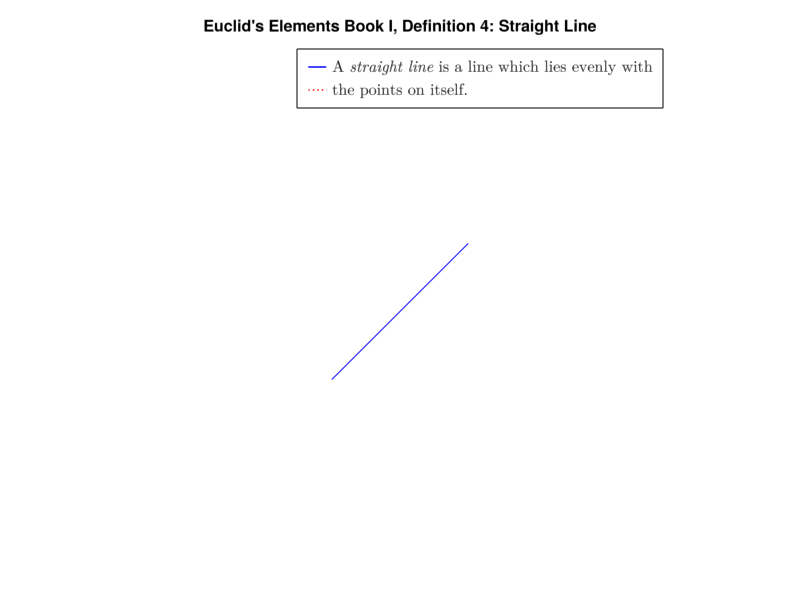 Euclid's Elements Book I, Definition 4: Straight Line
A straight line is a line which lies evenly with
the points on itself.